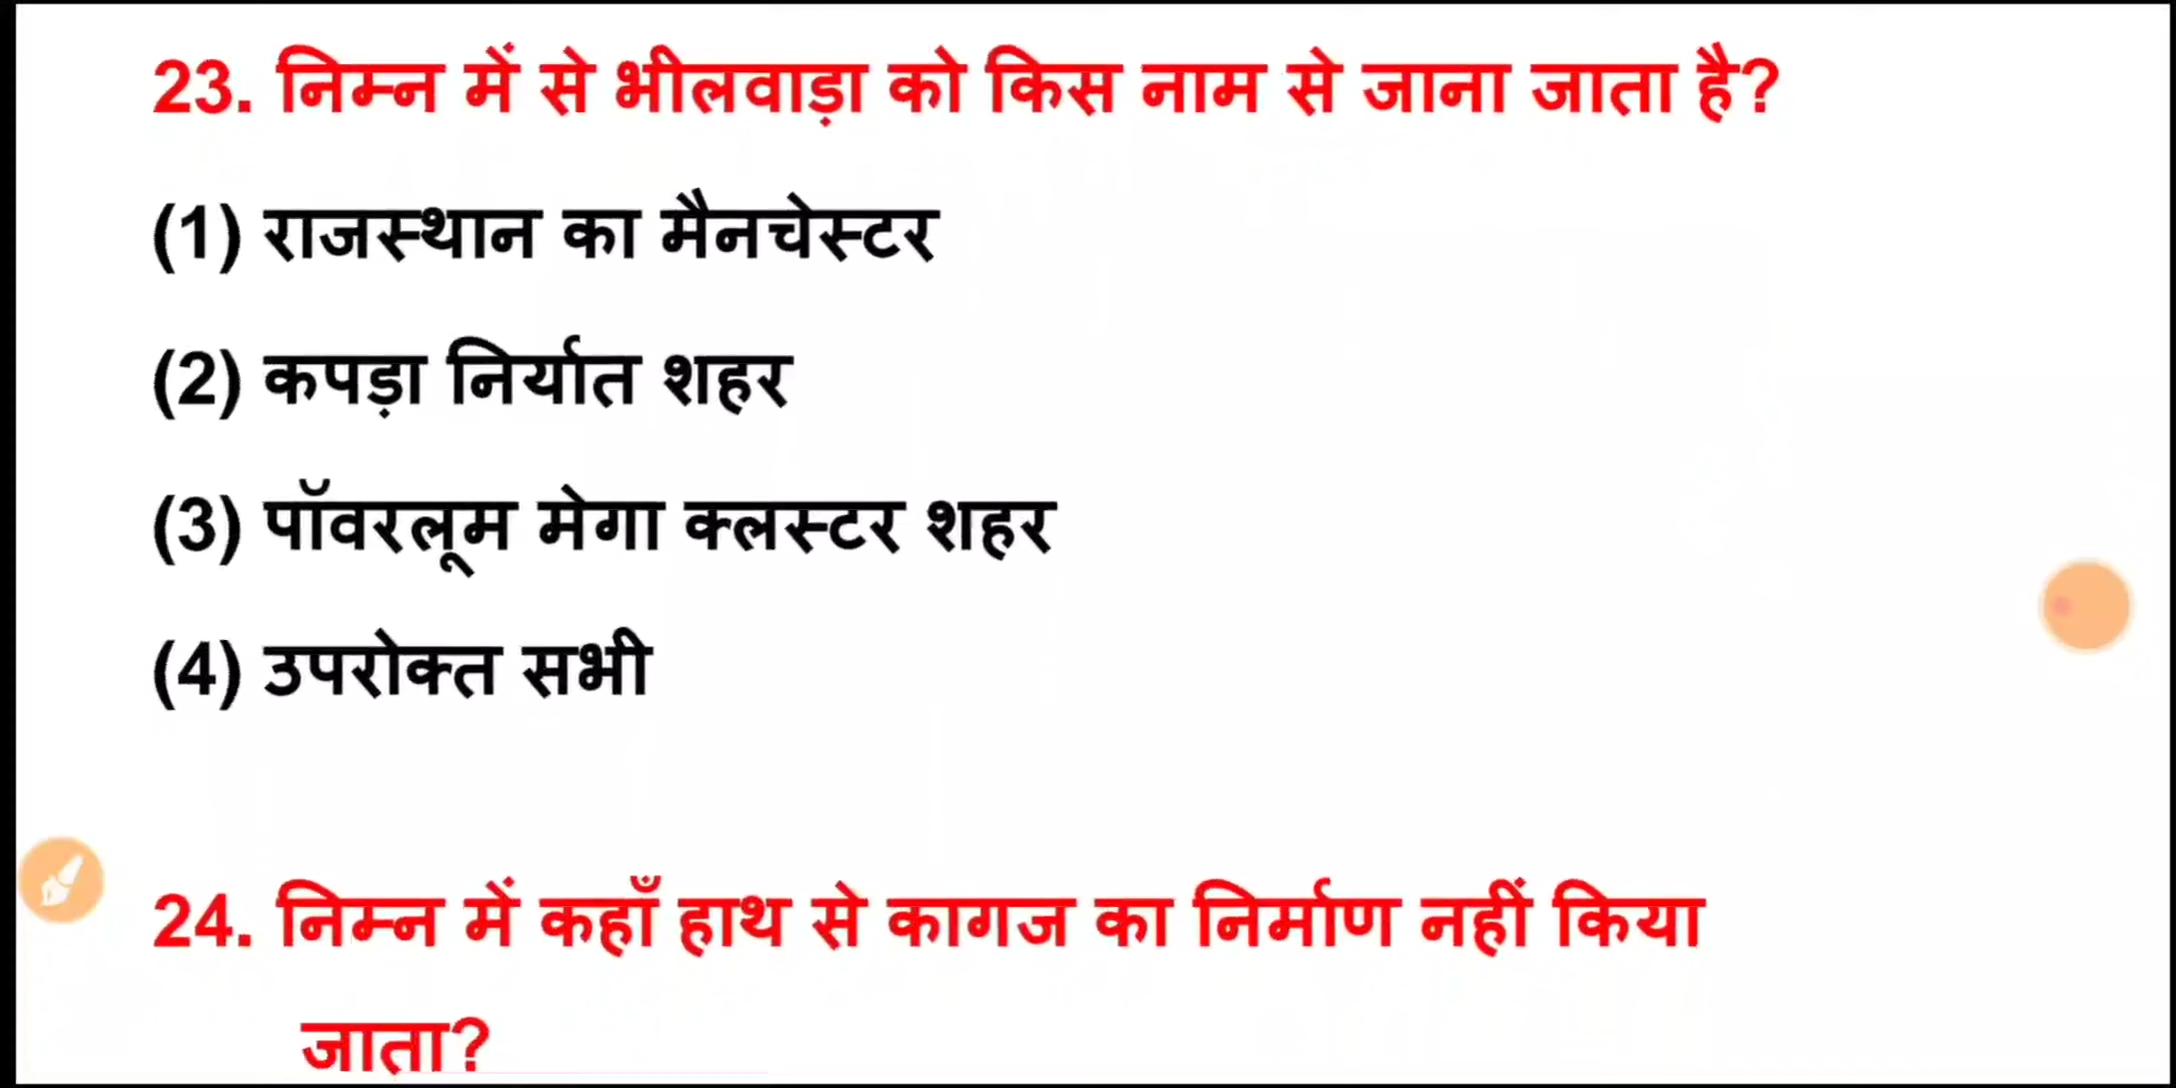 23. निम्न में से भीलवाड़ा को किस नाम से जाना जाता है?
(1) राजस्थान का मैनचेस्टर
(2) कपड़ा निर्यात शहर
(3) पॉवरलूम मेगा क्लस्टर शहर
(4) उपरोक्त सभी
24. निम्न में कहाँ हाथ से कागज का निर्माण नहीं किया
जाता?